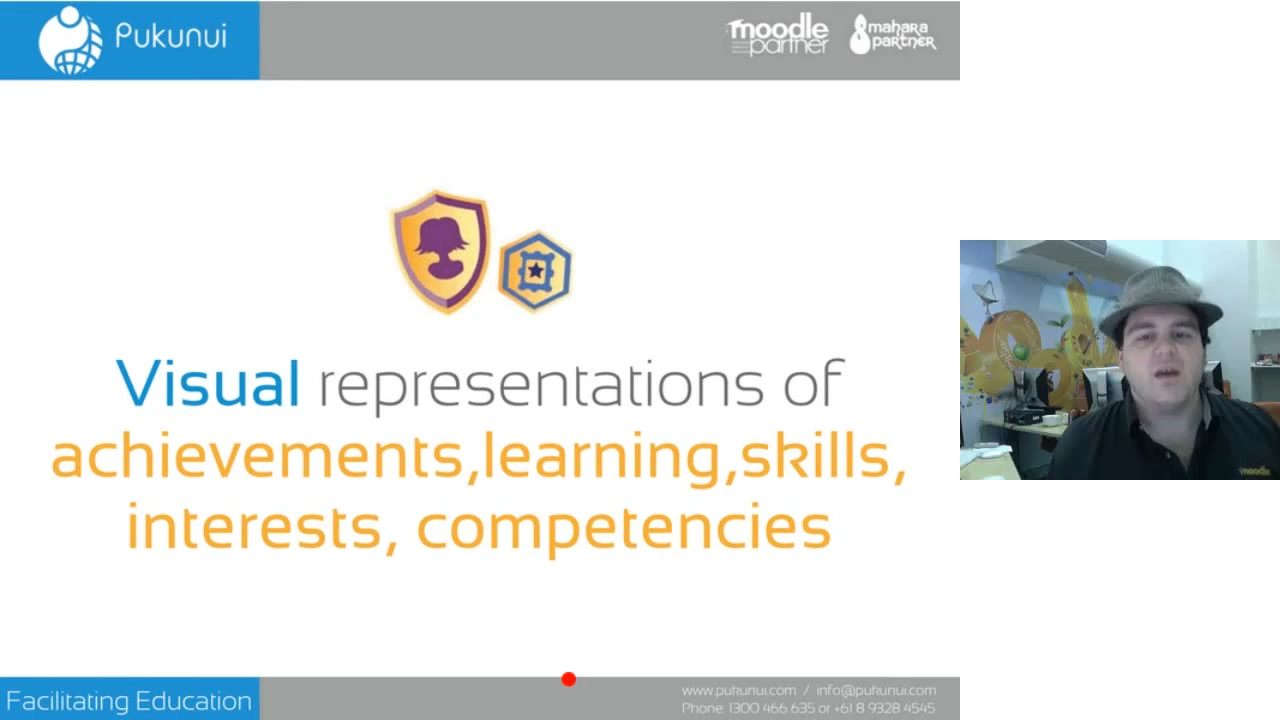 Pukunui
moodle
partner
mahara
partner
Visual representations of
achievements,learning,skills,
interests, competencies
moodle
Facilitating Education
www.pukunui.com / info@pukunui.com
Phone: 1300 466 635 or +61 8 9328 4545